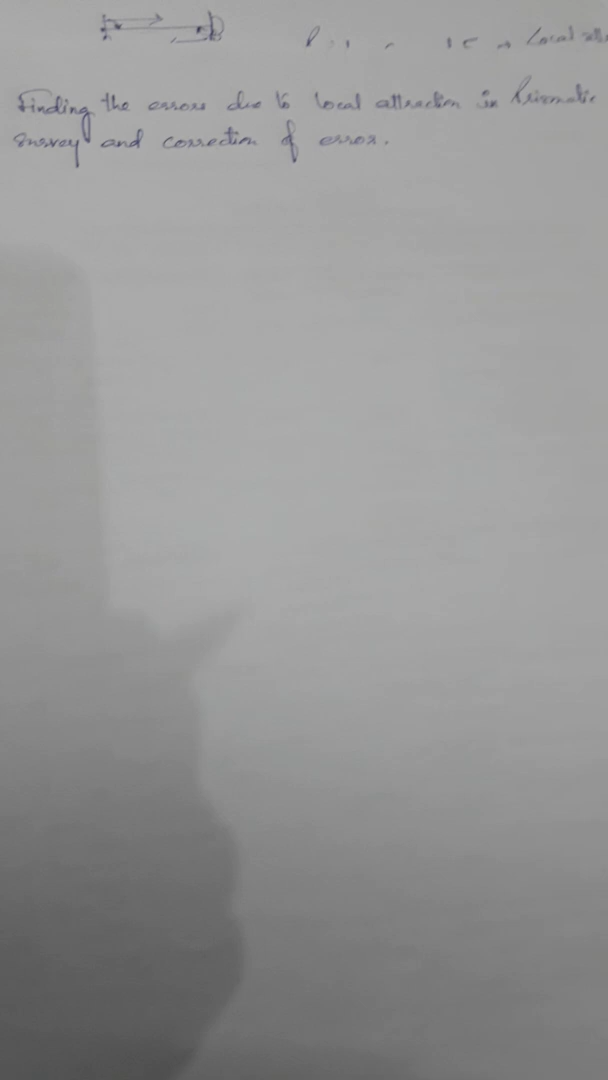 Local
Finding the errors due to local attraction in Prismatic
Survey and correction of error.